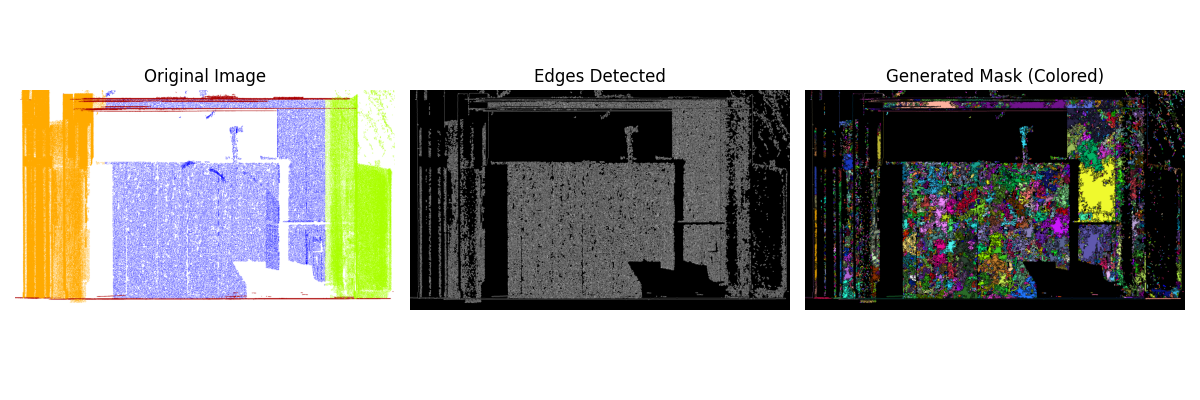 Original Image
Edges Detected
Generated Mask (Colored)